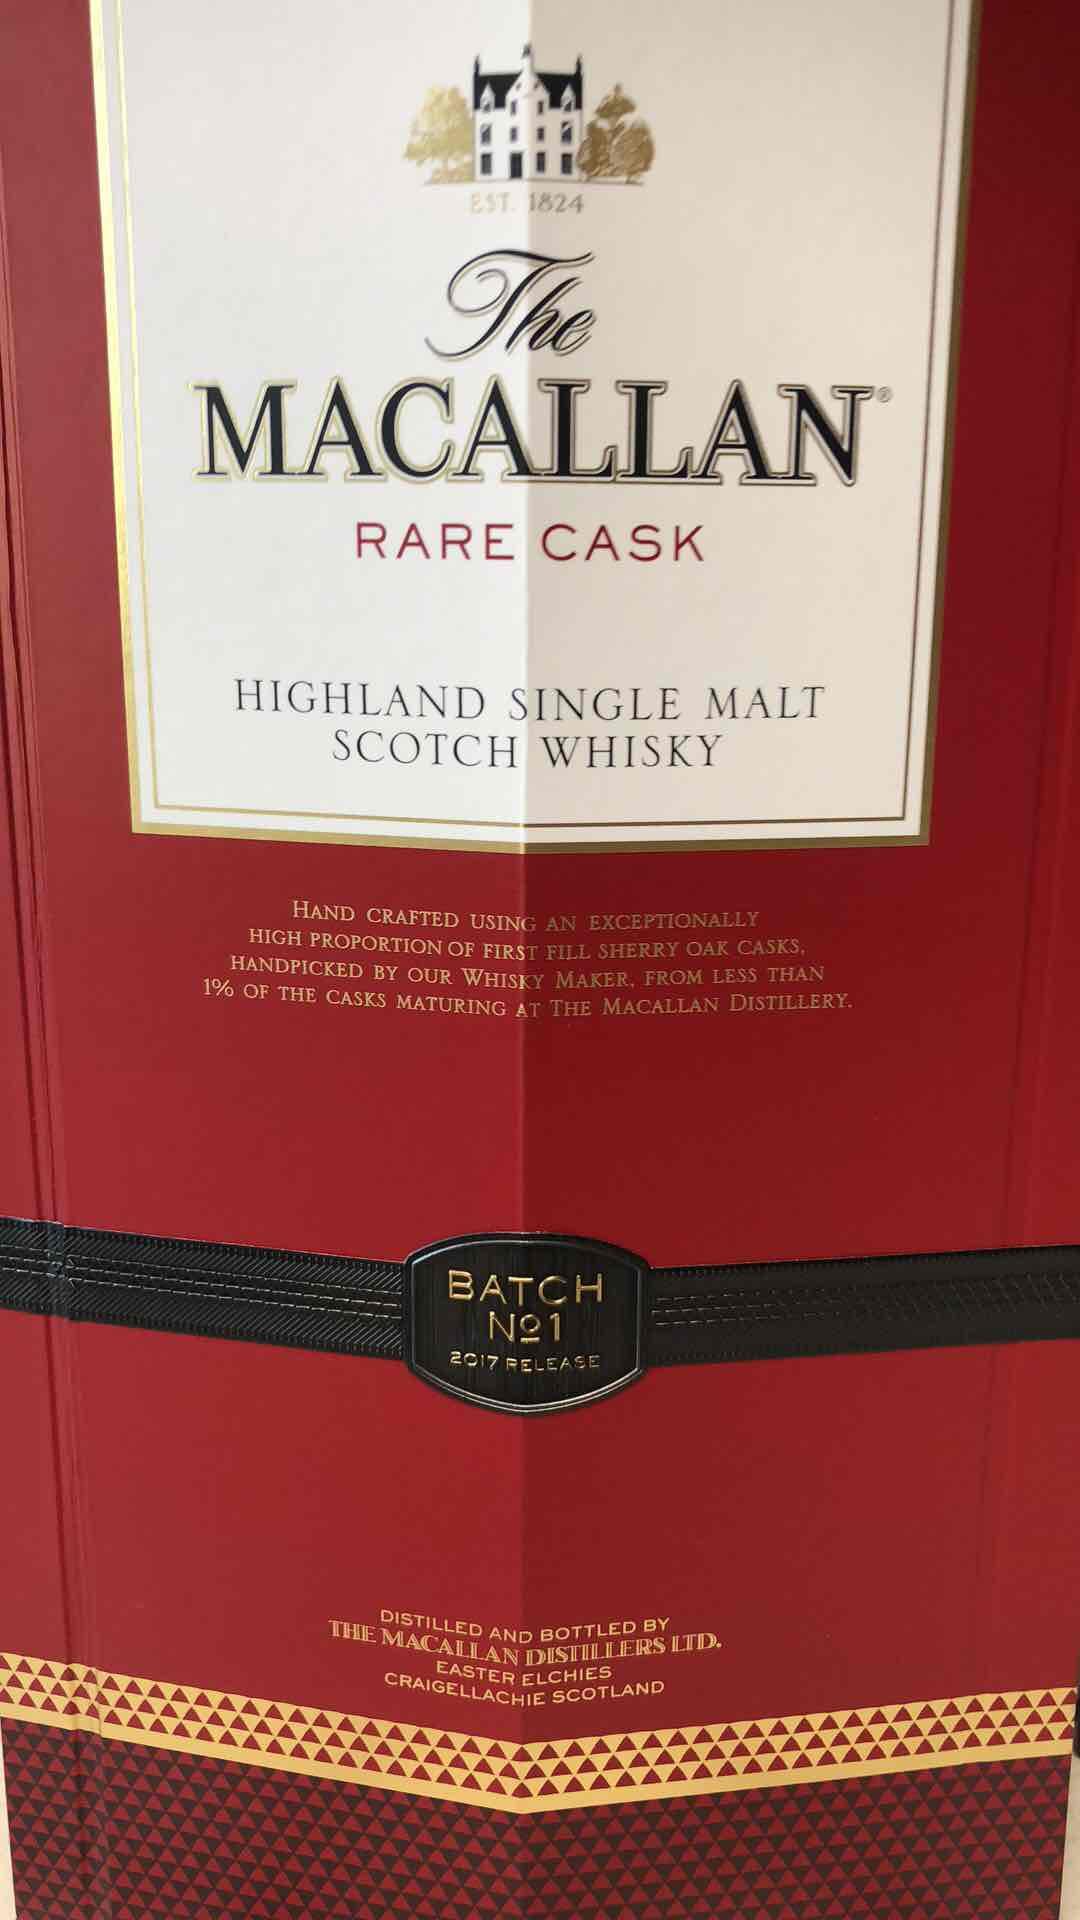 EST. 1824
The
MACALLAN®
RARE CASK
HIGHLAND SINGLE MALT
SCOTCH WHISKY
HAND CRAFTED USING AN EXCEPTIONALLY
HIGH PROPORTION OF FIRST FILL SHERRY OAK CASKS,
HANDPICKED BY OUR WHISKY MAKER, FROM LESS THAN
1% OF THE CASKS MATURING AT THE MACALLAN DISTILLERY.
BATCH
Nº1
2017 RELEASE
DISTILLED AND BOTTLED BY
THE MACALLAN DISTILLERS LTD.
EASTER ELCHIES
CRAIGELLACHIE SCOTLAND